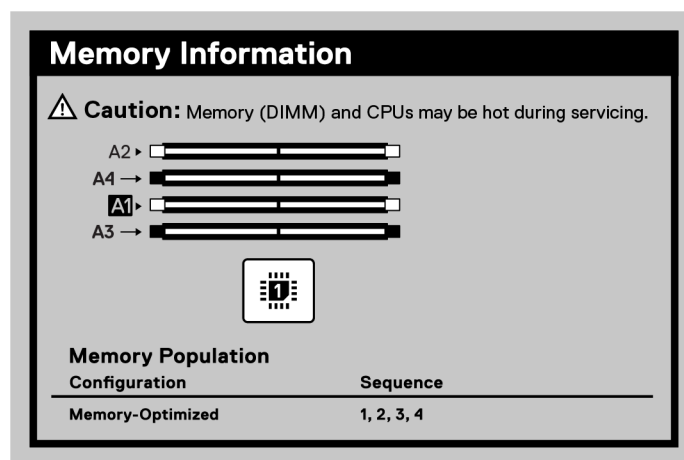 Memory Information
Caution: Memory (DIMM) and CPUs may be hot during servicing.
A2
A4
A1
A3
1
Memory Population
Configuration Sequence
Memory-Optimized 1, 2, 3, 4